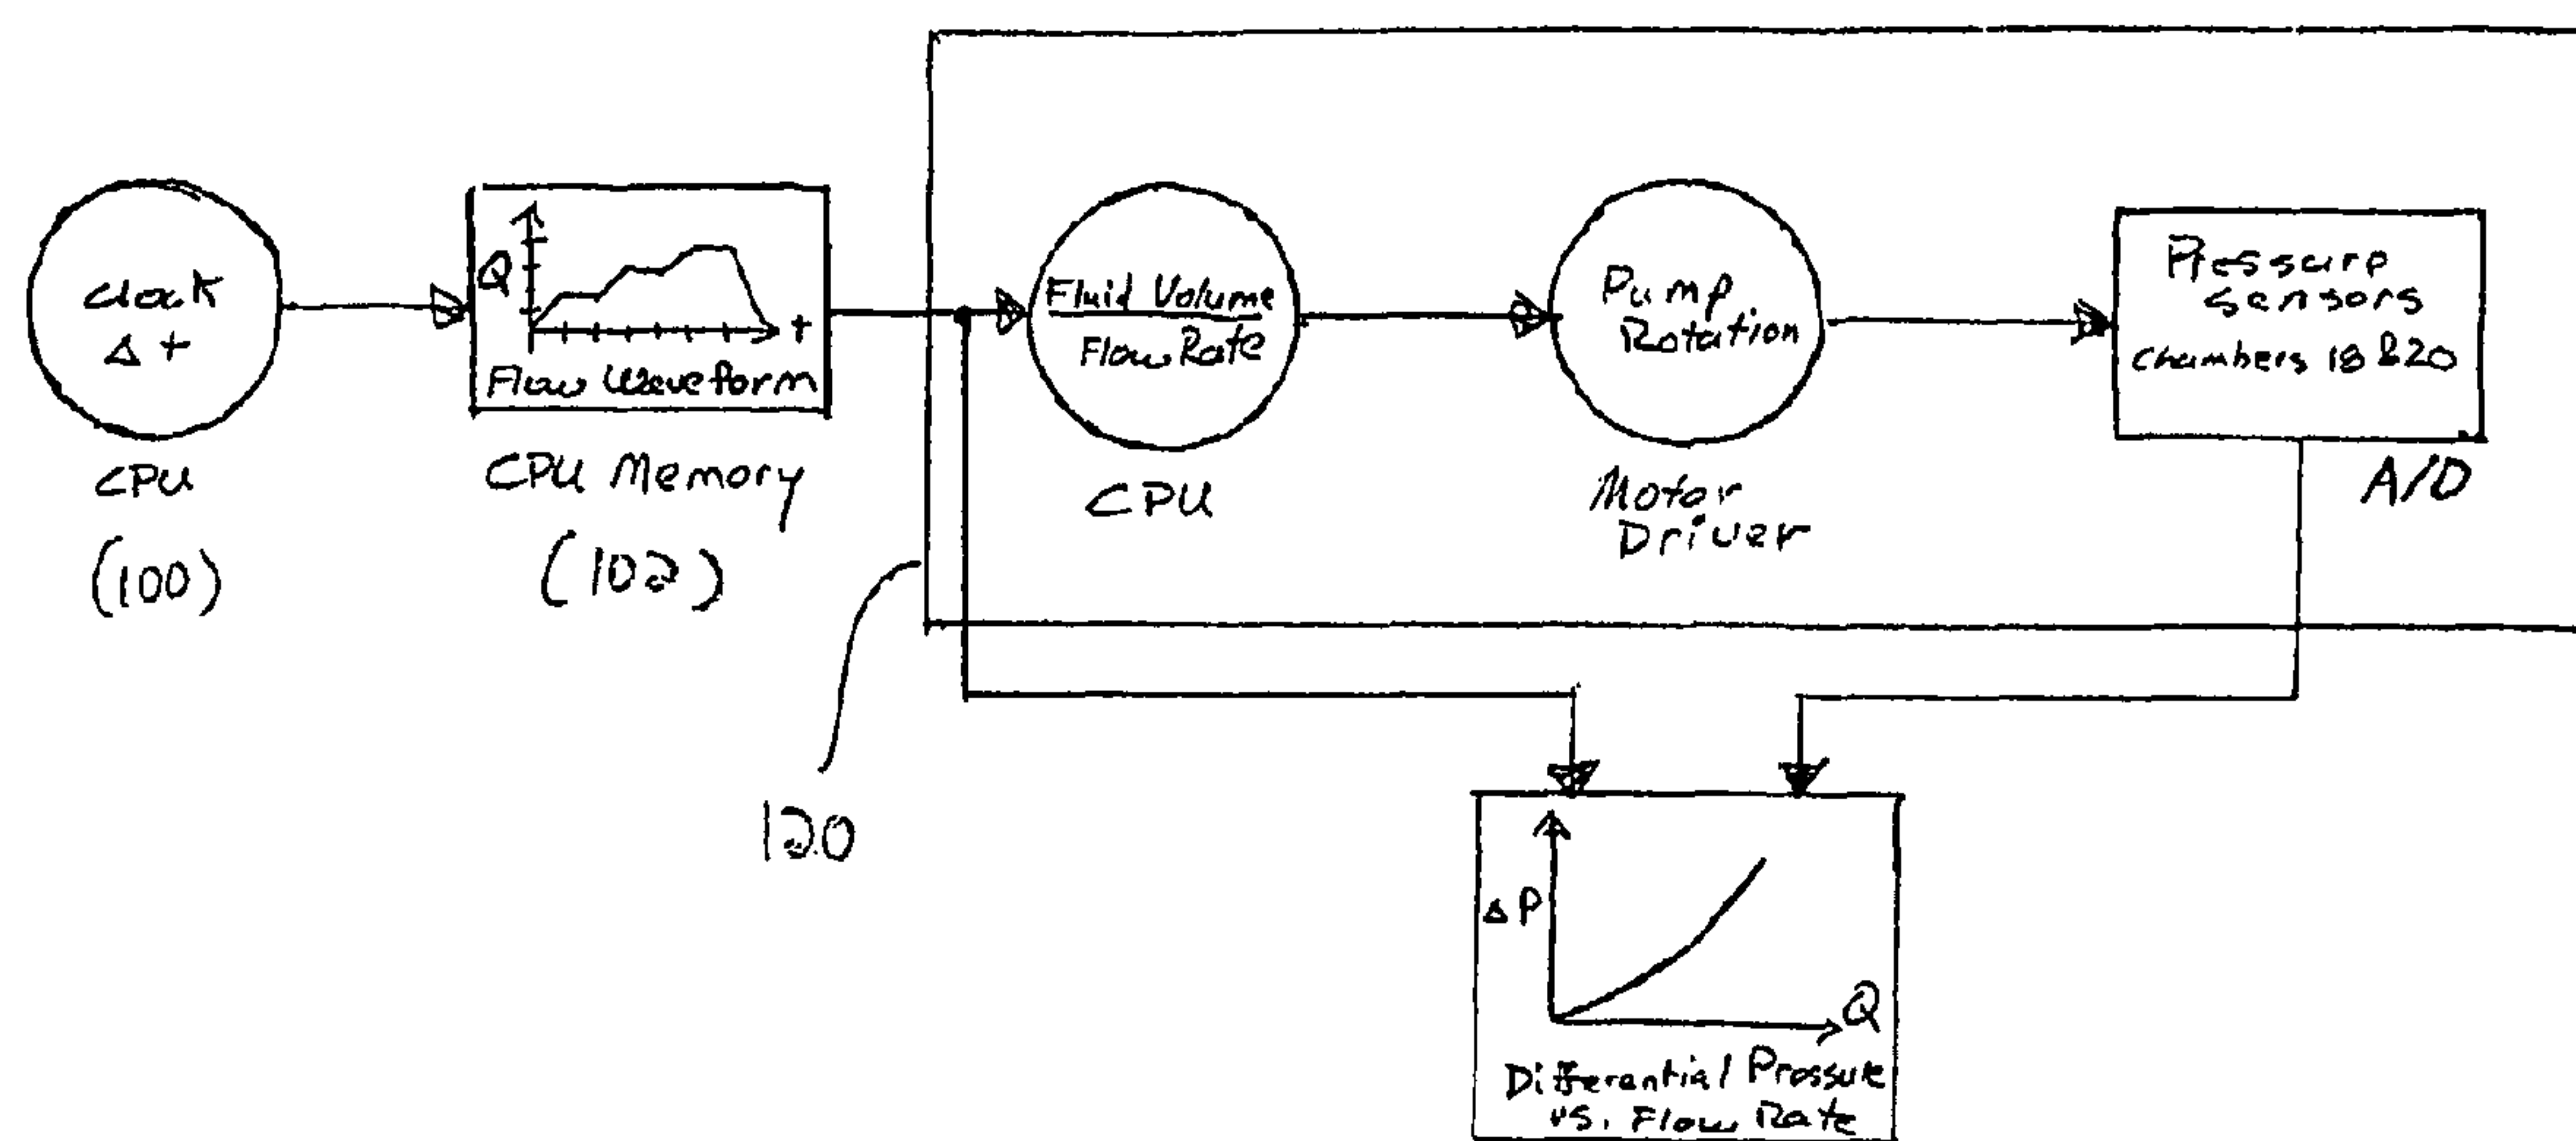 Clock
Δ t
CPU
(100)
Q
t
Flow Waveform
CPU Memory
(102)
Fluid Volume
Flow Rate
CPU
Pump
Rotation
Motor
Driver
Pressure
Sensors
Chambers 18 & 20
A/D
120
ΔP
Q
Differential Pressure
vs. Flow Rate